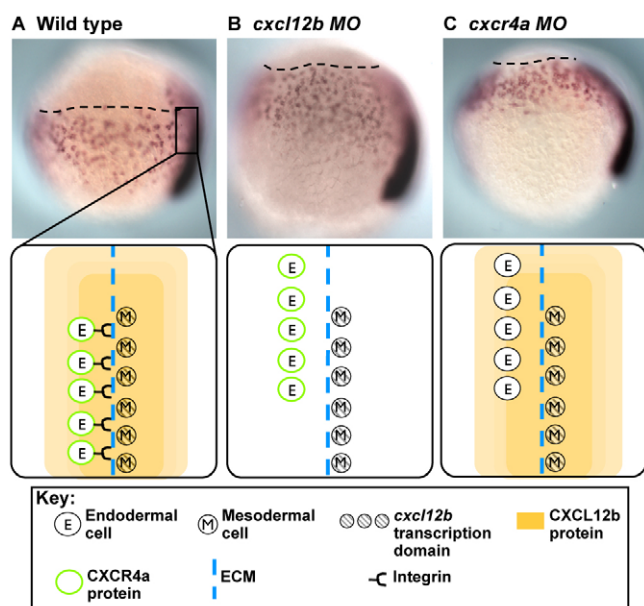 A Wild type
B cxcl12b MO
C cxcr4a MO
E M
E M
E M
E M
E M
M
E
E M
E M
E M
E M
M
M
E
E M
E M
E M
E M
M
M
Key:
E Endodermal cell
M Mesodermal cell
cxcl12b transcription domain
CXCL12b protein
CXCR4a protein
ECM
Integrin